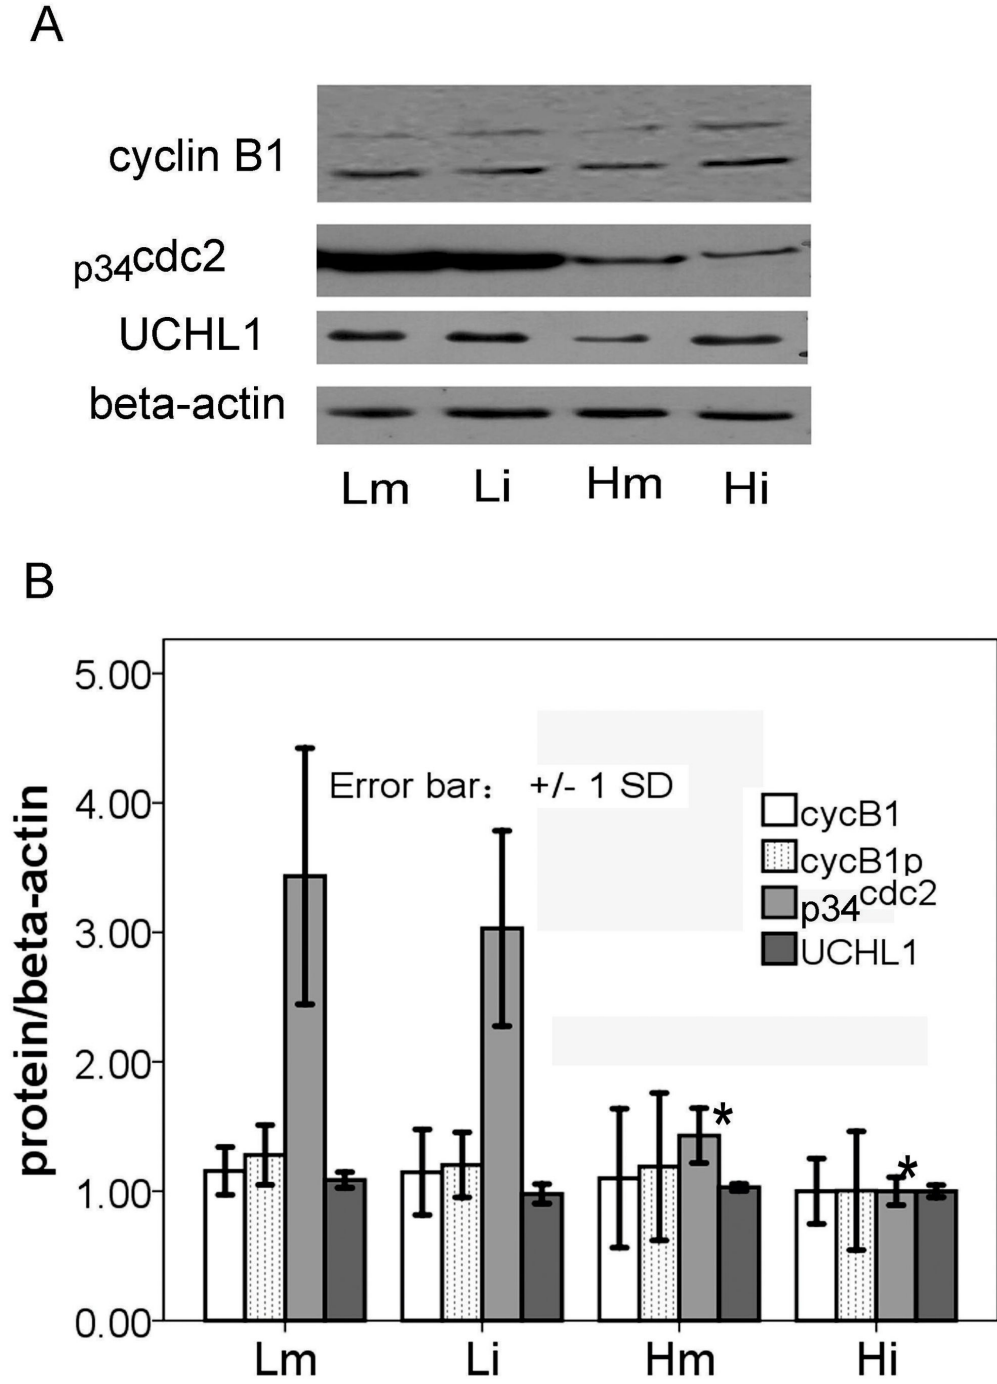 A
cyclin B1
p34cdc2
UCHL1
beta-actin
Lm Li Hm Hi
B
5.00
4.00
3.00
2.00
1.00
0.00
protein/beta-actin
Error bar: +/- 1 SD
cycB1
cycB1p
p34cdc2
UCHL1
*
*
Lm Li Hm Hi